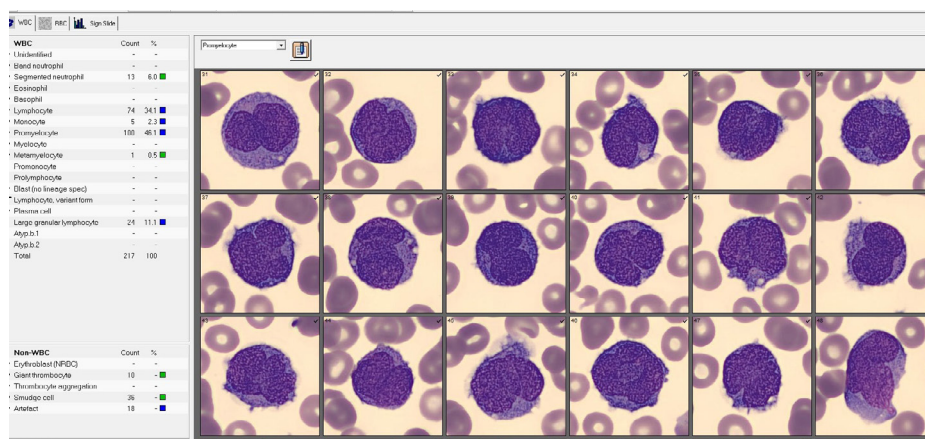 WBC RBC Sign Slide
WBC Count % Promyelocyte
Unidentified - -
Band neutrophil - -
Segmented neutrophil 13 6.0
Eosinophil - -
Basophil - -
Lymphocyte 74 34.1
Monocyte 5 2.3
Promyelocyte 100 46.1
Myelocyte - -
Metamyelocyte 1 0.5
Promonocyte - -
Prolymphocyte - -
Blast (no lineage spec) - -
Lymphocyte, variant form - -
Plasma cell - -
Large granular lymphocyte 24 11.1
Atyp.b.1 - -
Atyp.b.2 - -
Total 217 100
31 32 33 34 35 36
37 38 39 40 41 42
43 44 45 46 47 48
Non-WBC Count %
Erythroblast (NRBC) - -
Giant thrombocyte 10 -
Thrombocyte aggregation - -
Smudge cell 36 -
Artefact 18 -